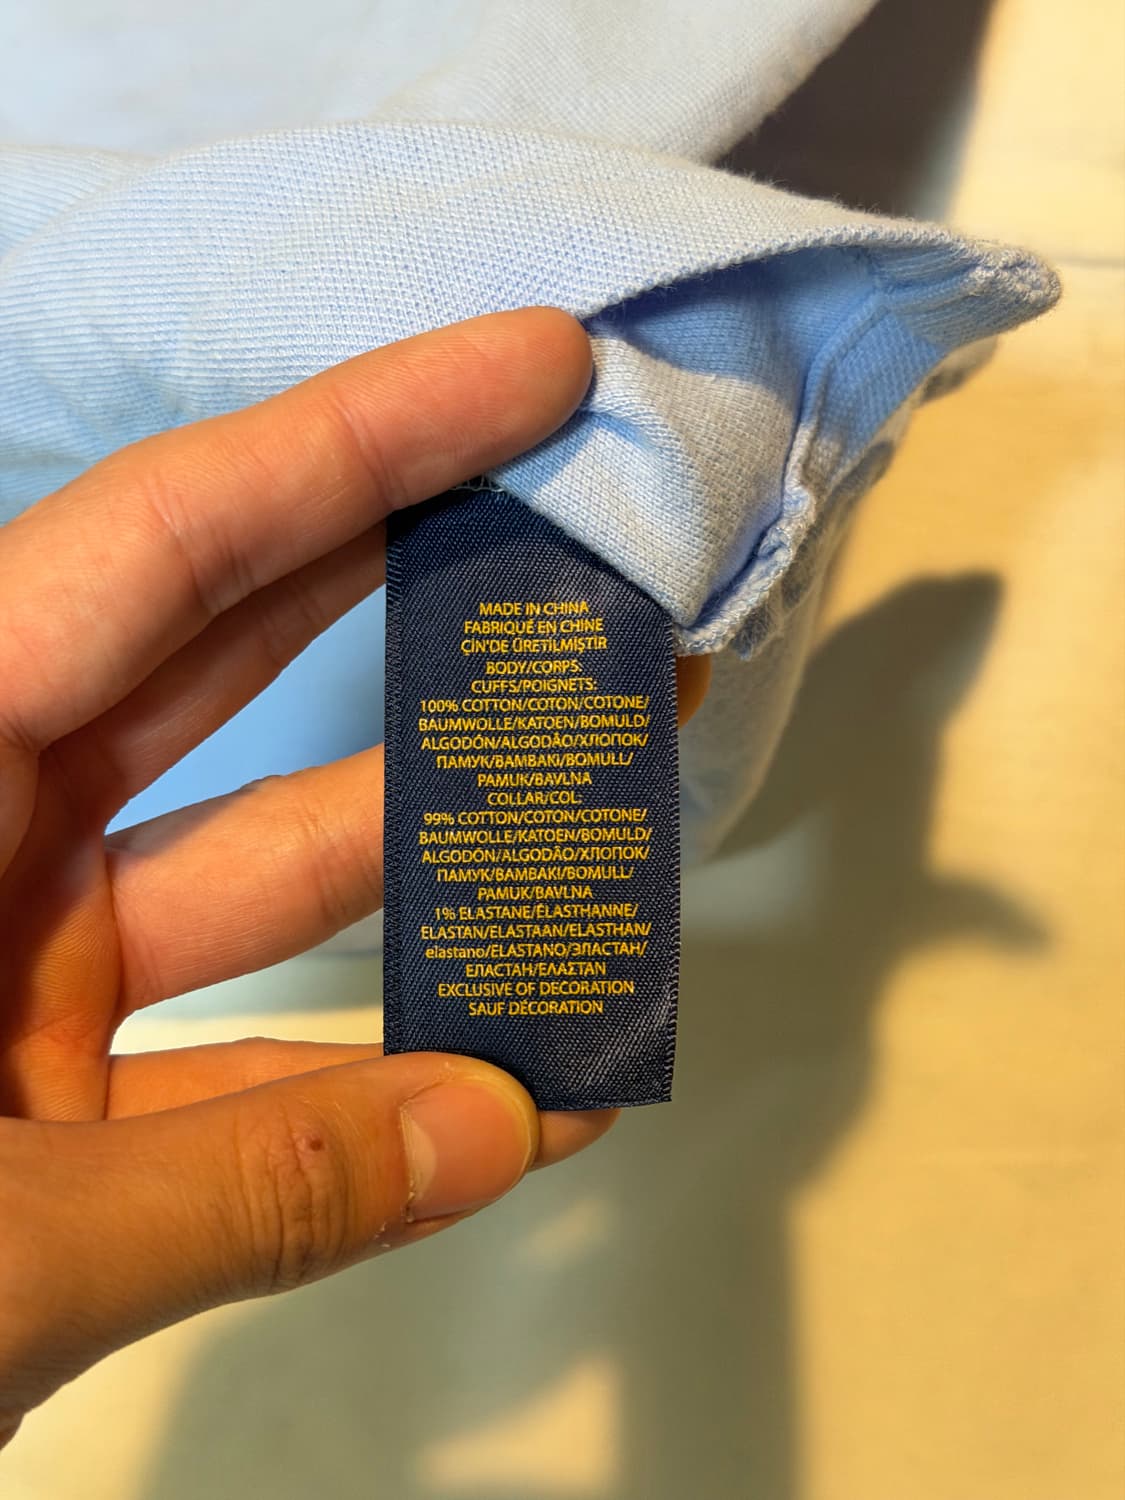 MADE IN CHINA
FABRIQUÉ EN CHINE
ÇİN'DE ÜRETİLMİŞTİR
BODY/CORPS:
CUFFS/POIGNETS:
100% COTTON/COTON/COTONE/
BAUMWOLLE/KATOEN/BOMULD/
ALGODÓN/ALGODÃO/ХЛОПОК/
ПАМУК/BAMBAKI/BOMULL/
PAMUK/BAVLNA
COLLAR/COL:
99% COTTON/COTON/COTONE/
BAUMWOLLE/KATOEN/BOMULD/
ALGODÓN/ALGODÃO/ХЛОПОК/
ПАМУК/BAMBAKI/BOMULL/
PAMUK/BAVLNA
1% ELASTANE/ÉLASTHANNE/
ELASTAN/ELASTAAN/ELASTHAN/
elastano/ELASTANO/ЭЛАСТАН/
ЕЛАСТАН/ΕΛΑΣΤΑΝ
EXCLUSIVE OF DECORATION
SAUF DÉCORATION